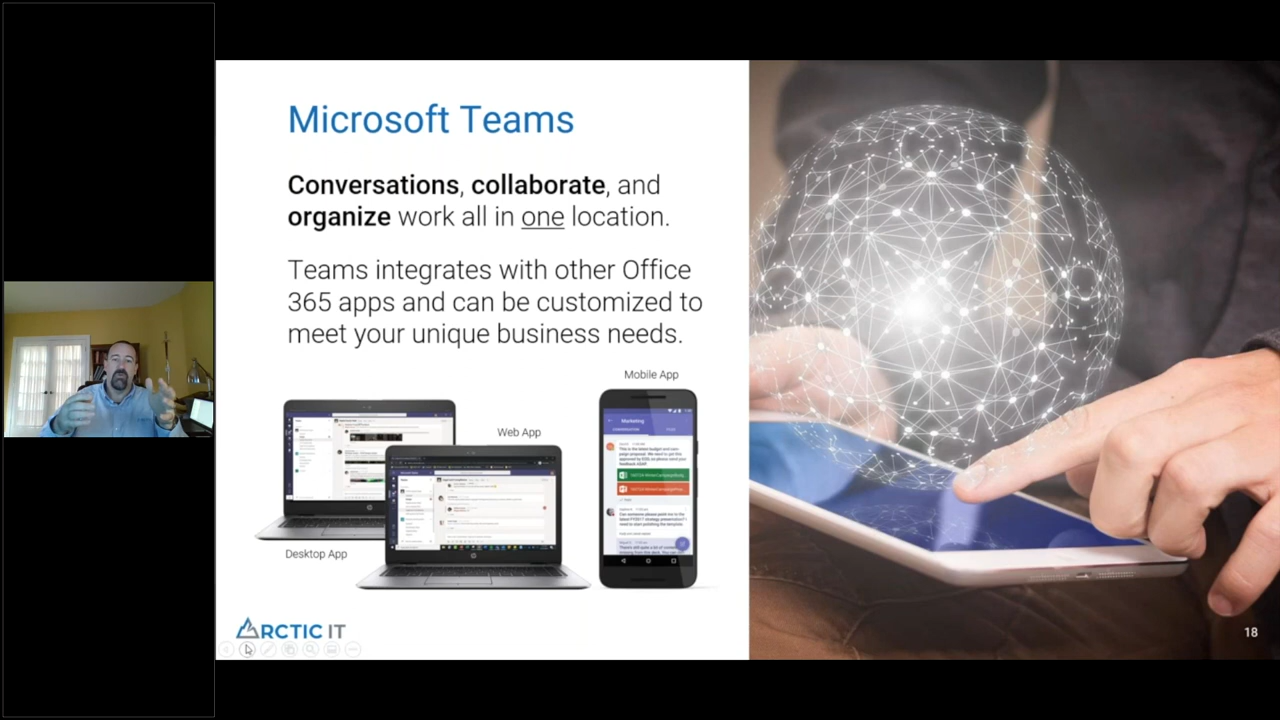 Microsoft Teams
Conversations, collaborate, and
organize work all in one location.
Teams integrates with other Office
365 apps and can be customized to
meet your unique business needs.
Mobile App
Web App
Desktop App
Marketing
ARCTIC IT
18